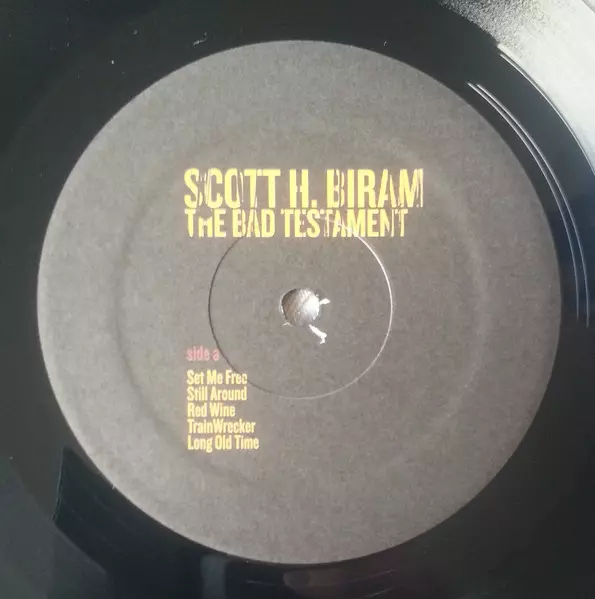 SCOTT H. BIRAM
THE BAD TESTAMENT
side a
Set Me Free
Still Around
Red Wine
TrainWrecker
Long Old Time